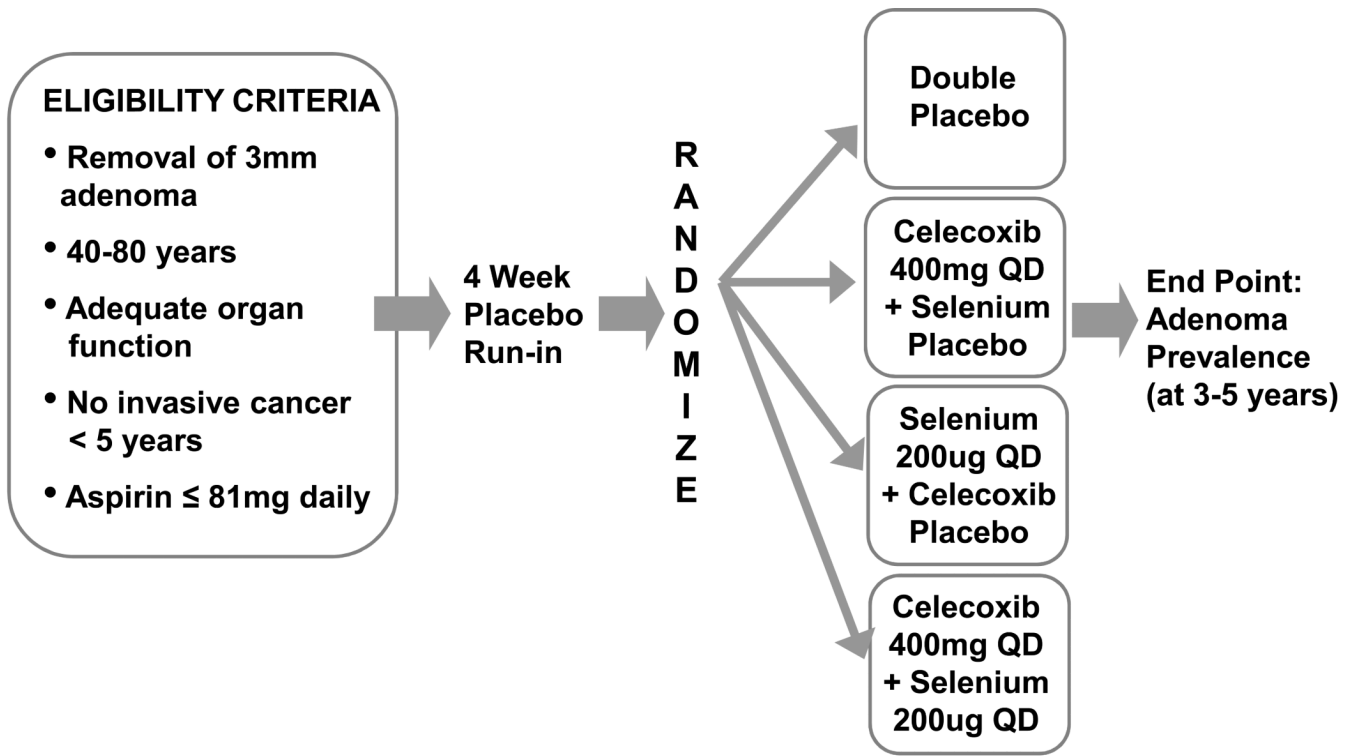 ELIGIBILITY CRITERIA
• Removal of 3mm
adenoma
• 40-80 years
• Adequate organ
function
• No invasive cancer
< 5 years
• Aspirin ≤ 81mg daily
4 Week
Placebo
Run-in
R
A
N
D
O
M
I
Z
E
Double
Placebo
Celecoxib
400mg QD
+ Selenium
Placebo
Selenium
200ug QD
+ Celecoxib
Placebo
Celecoxib
400mg QD
+ Selenium
200ug QD
End Point:
Adenoma
Prevalence
(at 3-5 years)